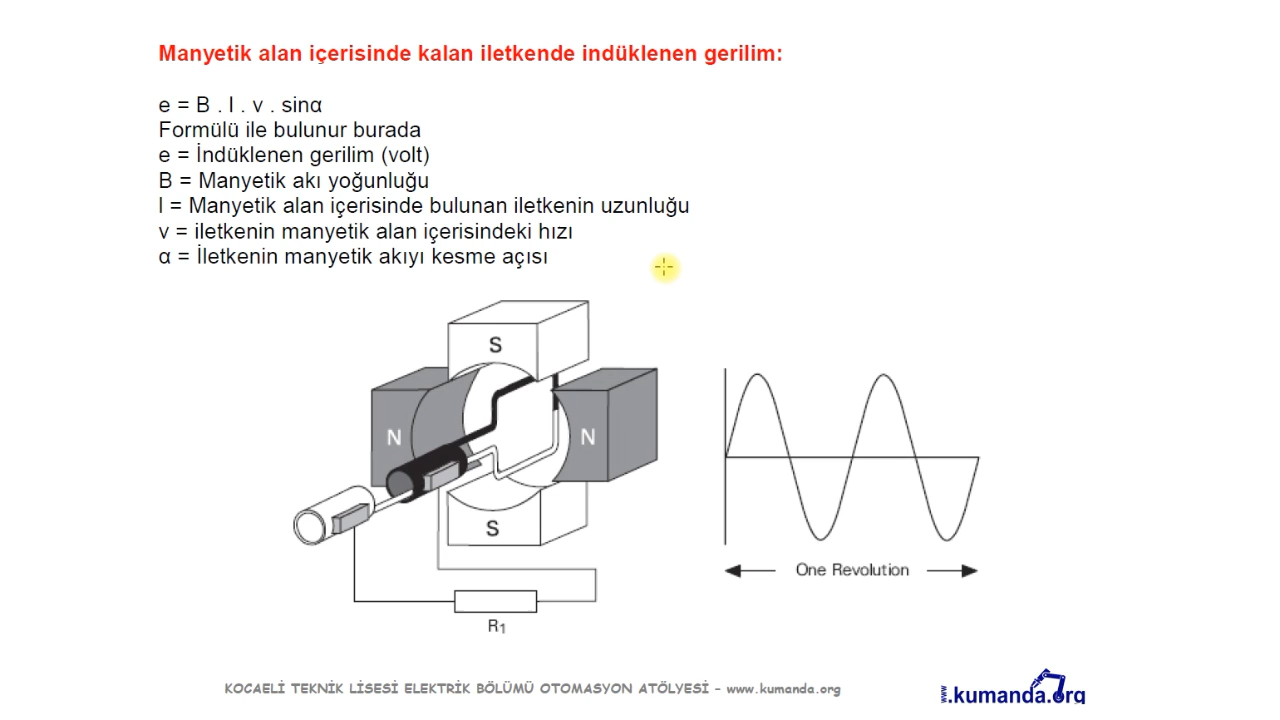 Manyetik alan içerisinde kalan iletkende indüklenen gerilim:
e = B . l . v . sinα
Formülü ile bulunur burada
e = İndüklenen gerilim (volt)
B = Manyetik akı yoğunluğu
l = Manyetik alan içerisinde bulunan iletkenin uzunluğu
v = iletkenin manyetik alan içerisindeki hızı
α = İletkenin manyetik akıyı kesme açısı
S
N
N
S
R1
One Revolution
KOCAELİ TEKNİK LİSESİ ELEKTRİK BÖLÜMÜ OTOMASYON ATÖLYESİ - www.kumanda.org
www.kumanda.org